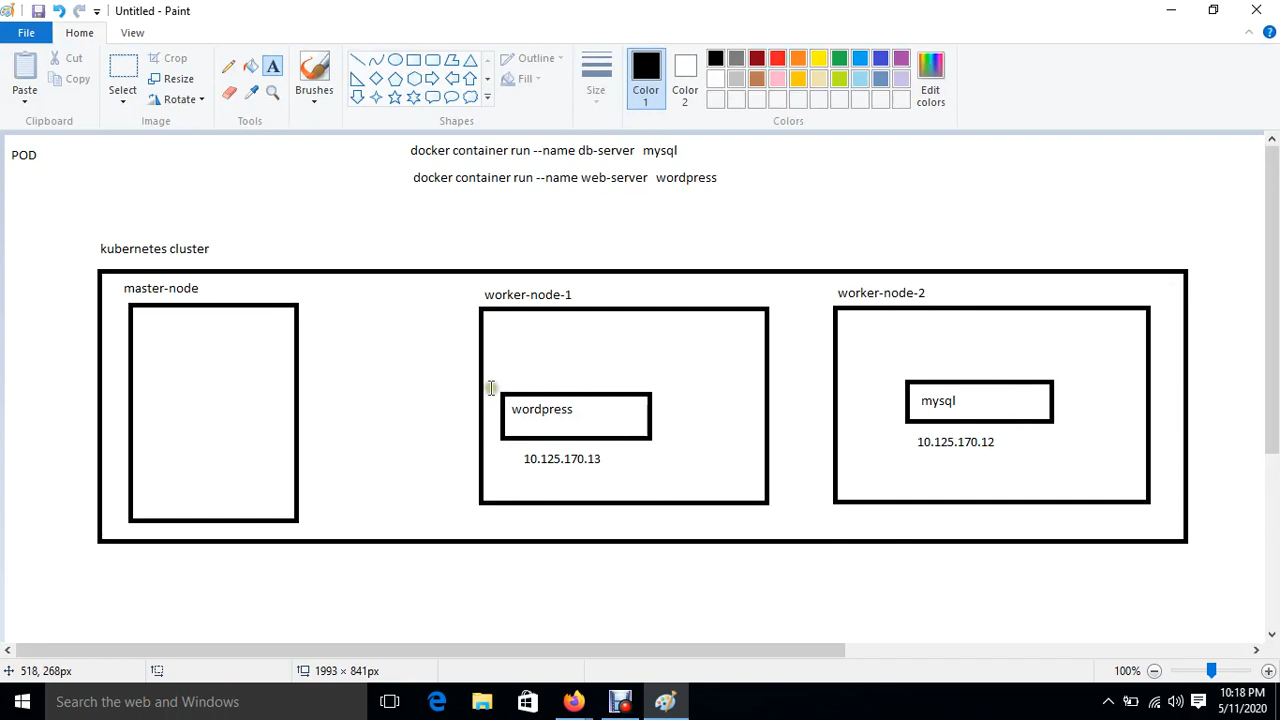 Untitled - Paint
File
Home
View
Paste
Cut
Copy
Clipboard
Select
Crop
Resize
Rotate
Image
A
Tools
Brushes
Shapes
Outline
Fill
Size
Color 1
Color 2
Edit colors
Colors
POD
docker container run --name db-server mysql
docker container run --name web-server wordpress
kubernetes cluster
master-node
worker-node-1
worker-node-2
wordpress
mysql
10.125.170.13
10.125.170.12
518, 268px
1993 × 841px
100%
Search the web and Windows
10:18 PM
5/11/2020